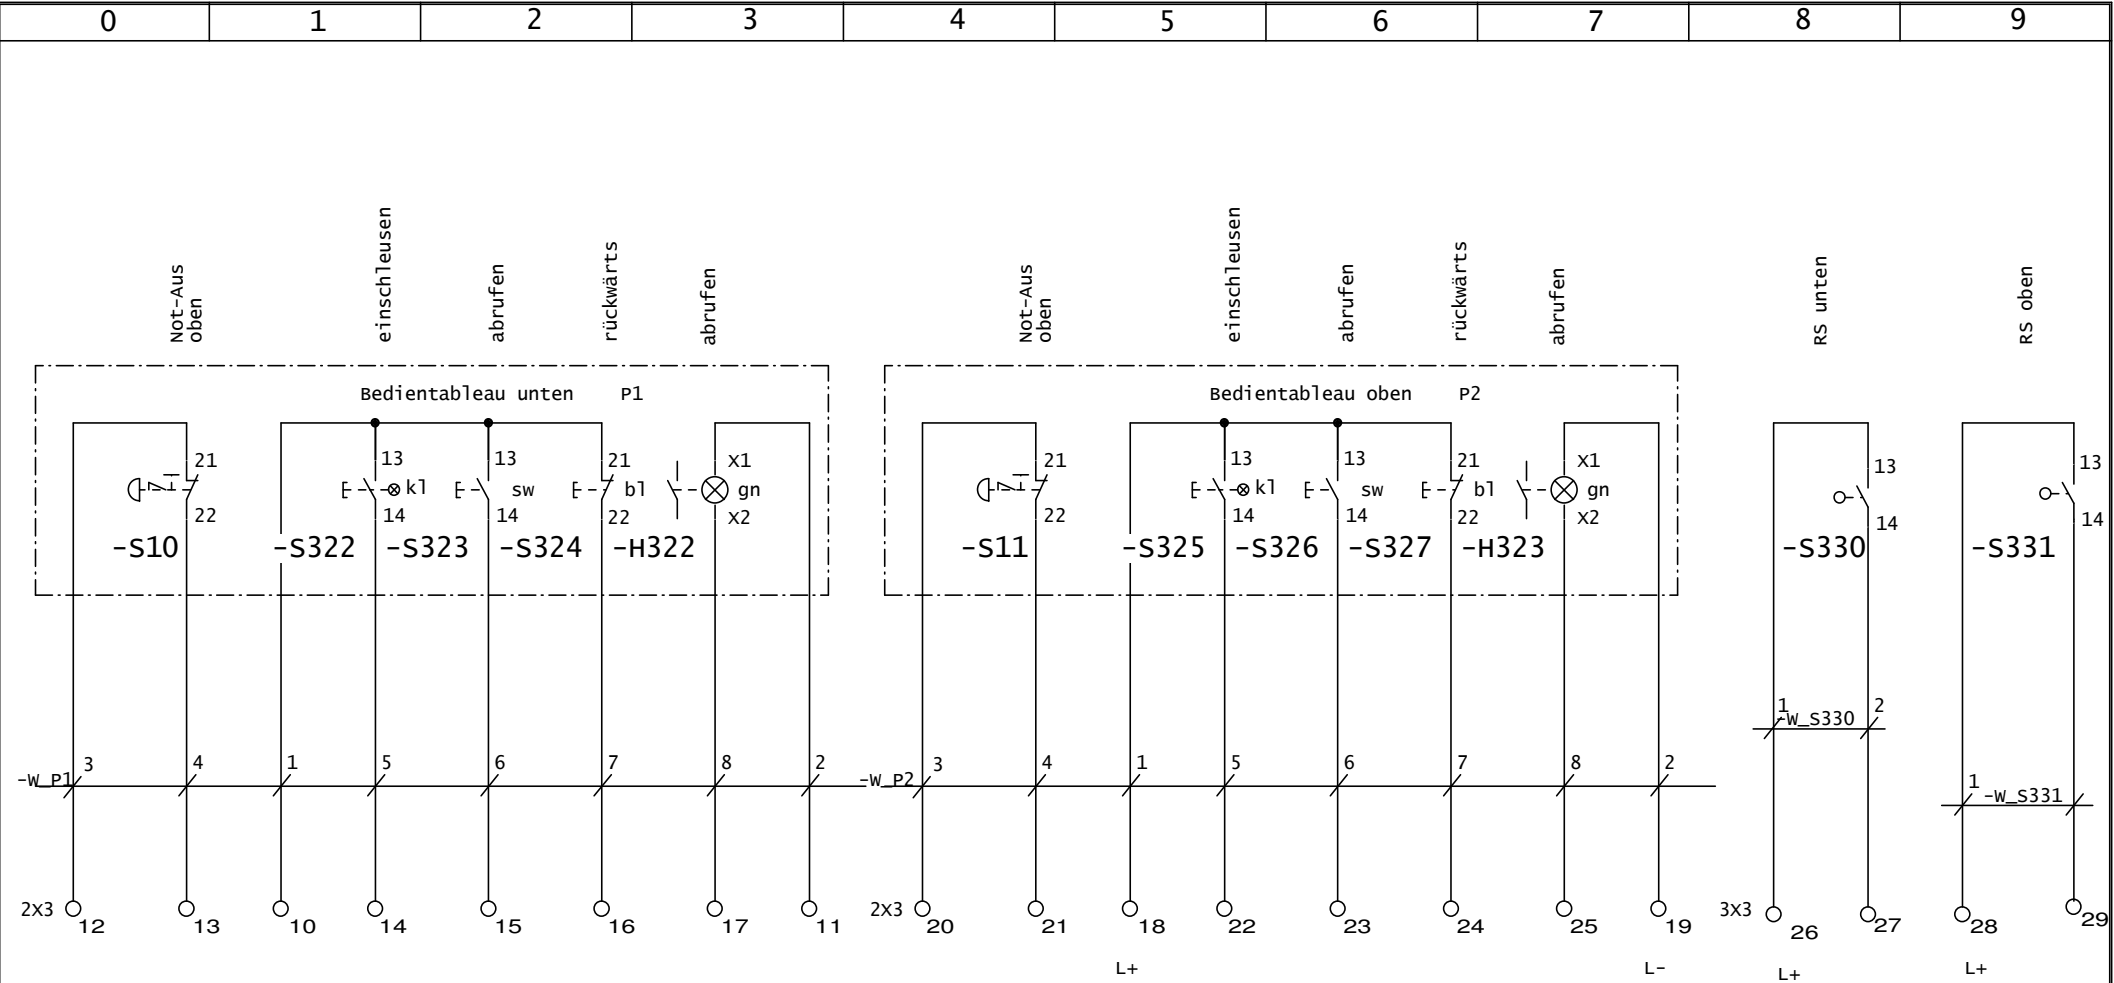 0 1 2 3 4 5 6 7 8 9
Not-Aus
oben
einschleusen
abrufen
rückwärts
abrufen
Not-Aus
oben
einschleusen
abrufen
rückwärts
abrufen
RS unten
RS oben
Bedientableau unten P1
Bedientableau oben P2
21 13 13 21 X1 21 13 13 21 X1 13 13
kl sw bl gn kl sw bl gn
22 14 14 22 X2 22 14 14 22 X2 14 14
-S10 -S322 -S323 -S324 -H322 -S11 -S325 -S326 -S327 -H323 -S330 -S331
1 -W_S330 2
-W_P1 3 4 1 5 6 7 8 2 -W_P2 3 4 1 5 6 7 8 2
1 -W_S331
2X3 12 13 10 14 15 16 17 11 2X3 20 21 18 22 23 24 25 19 3X3 26 27 28 29
L+ L- L+ L+